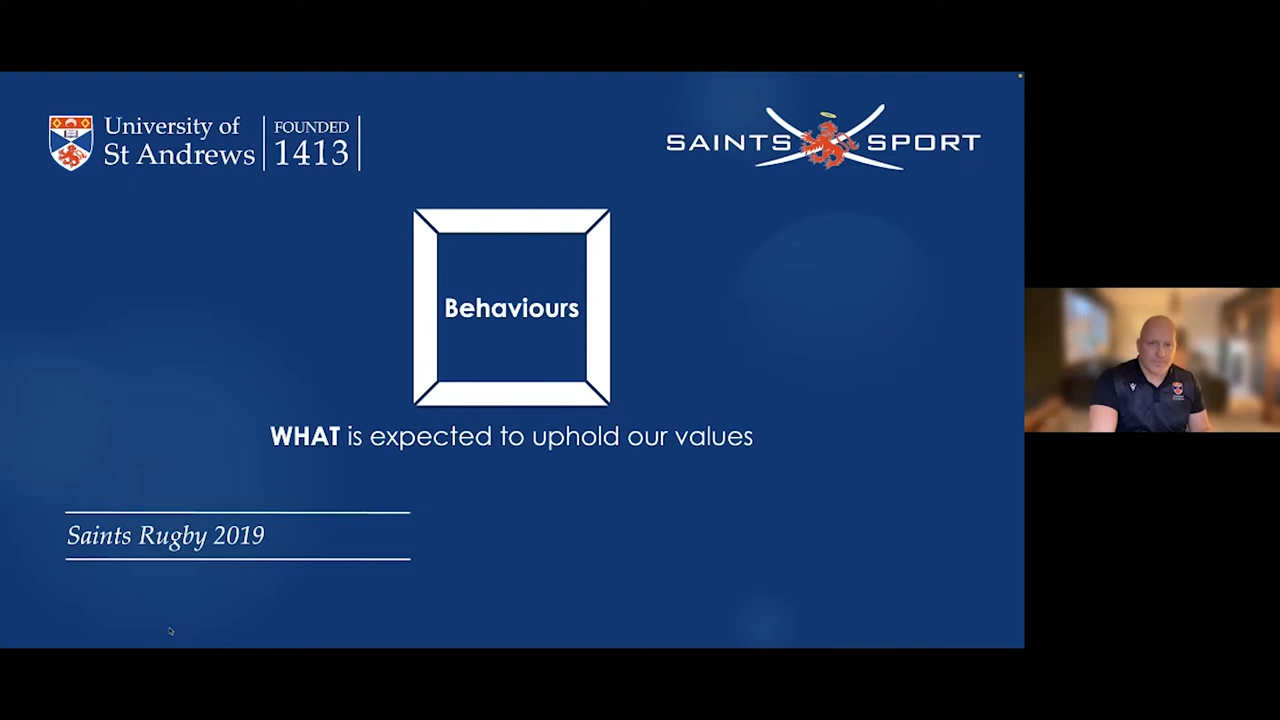 University of
St Andrews
FOUNDED
1413
SAINTS SPORT
Behaviours
WHAT is expected to uphold our values
Saints Rugby 2019